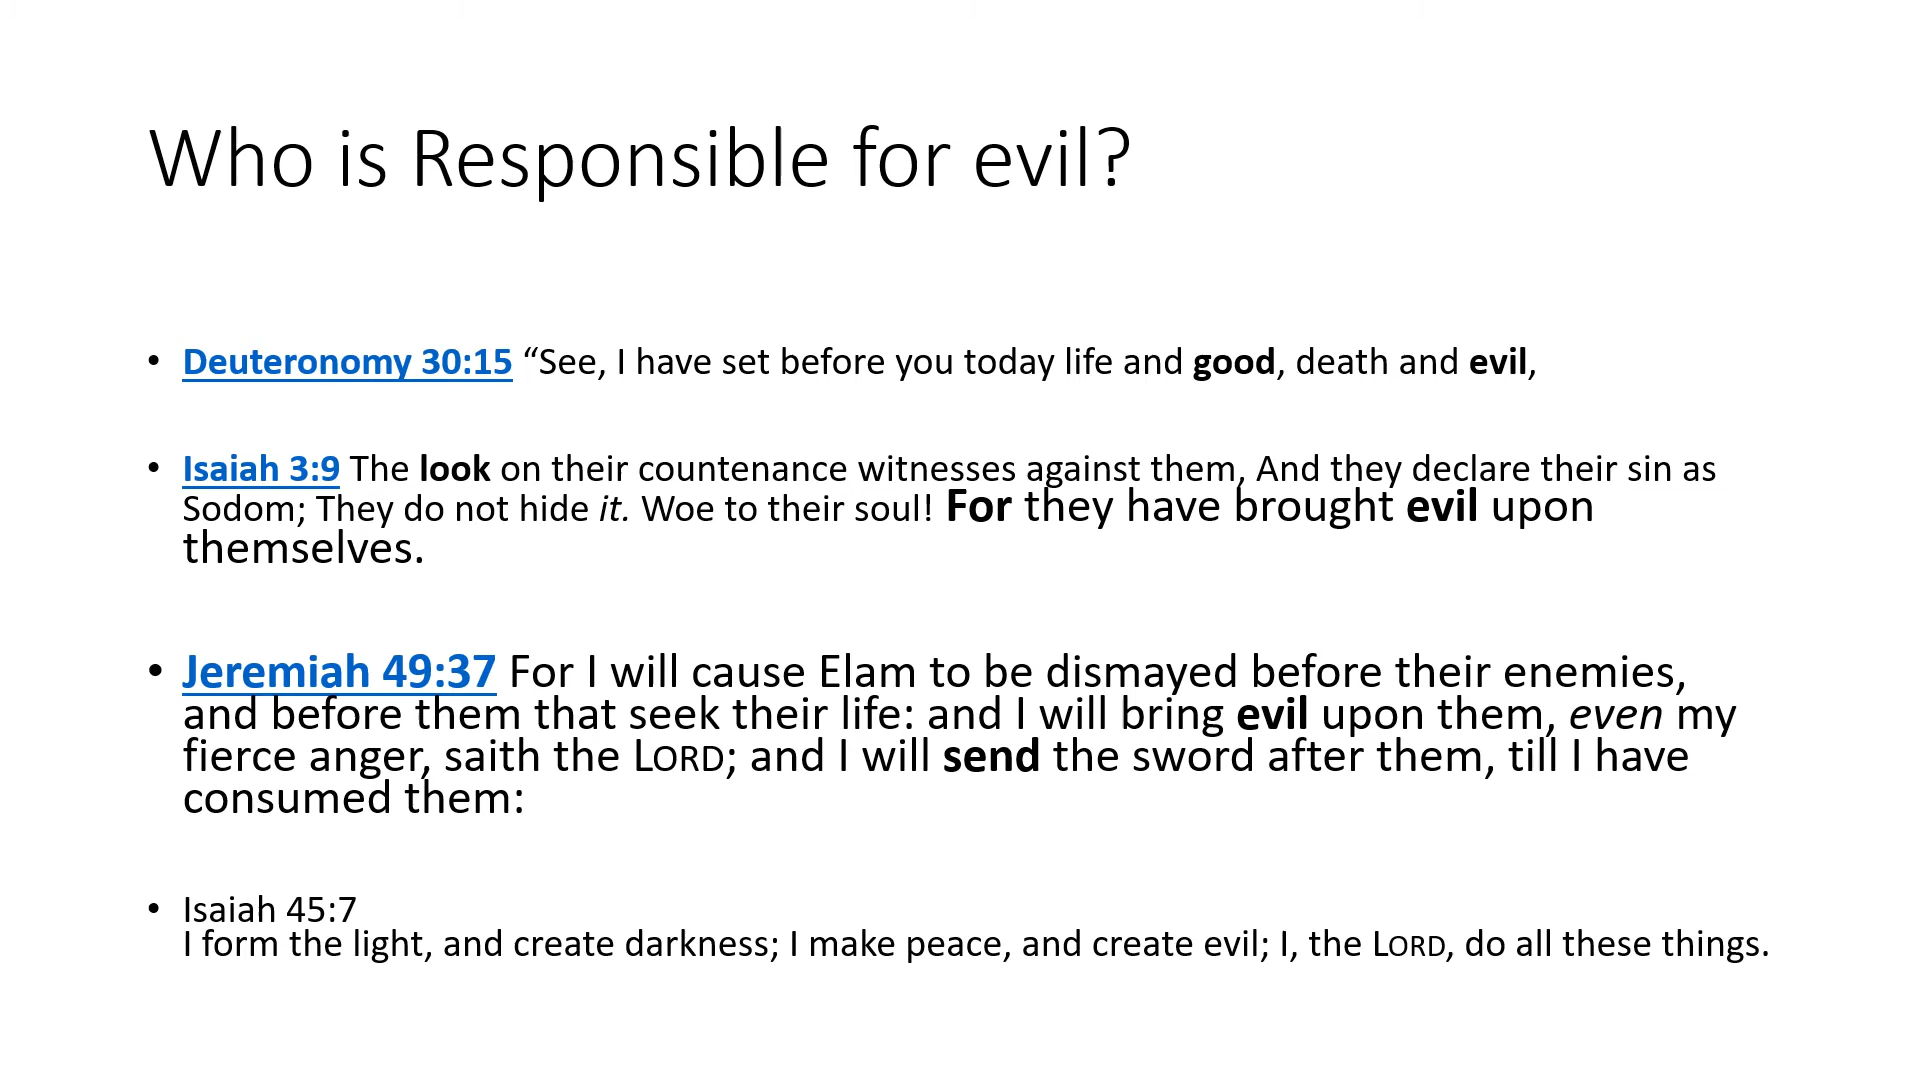 Who is Responsible for evil?
• Deuteronomy 30:15 “See, I have set before you today life and good, death and evil,
• Isaiah 3:9 The look on their countenance witnesses against them, And they declare their sin as
Sodom; They do not hide it. Woe to their soul! For they have brought evil upon
themselves.
• Jeremiah 49:37 For I will cause Elam to be dismayed before their enemies,
and before them that seek their life: and I will bring evil upon them, even my
fierce anger, saith the LORD; and I will send the sword after them, till I have
consumed them:
• Isaiah 45:7
I form the light, and create darkness; I make peace, and create evil; I, the LORD, do all these things.